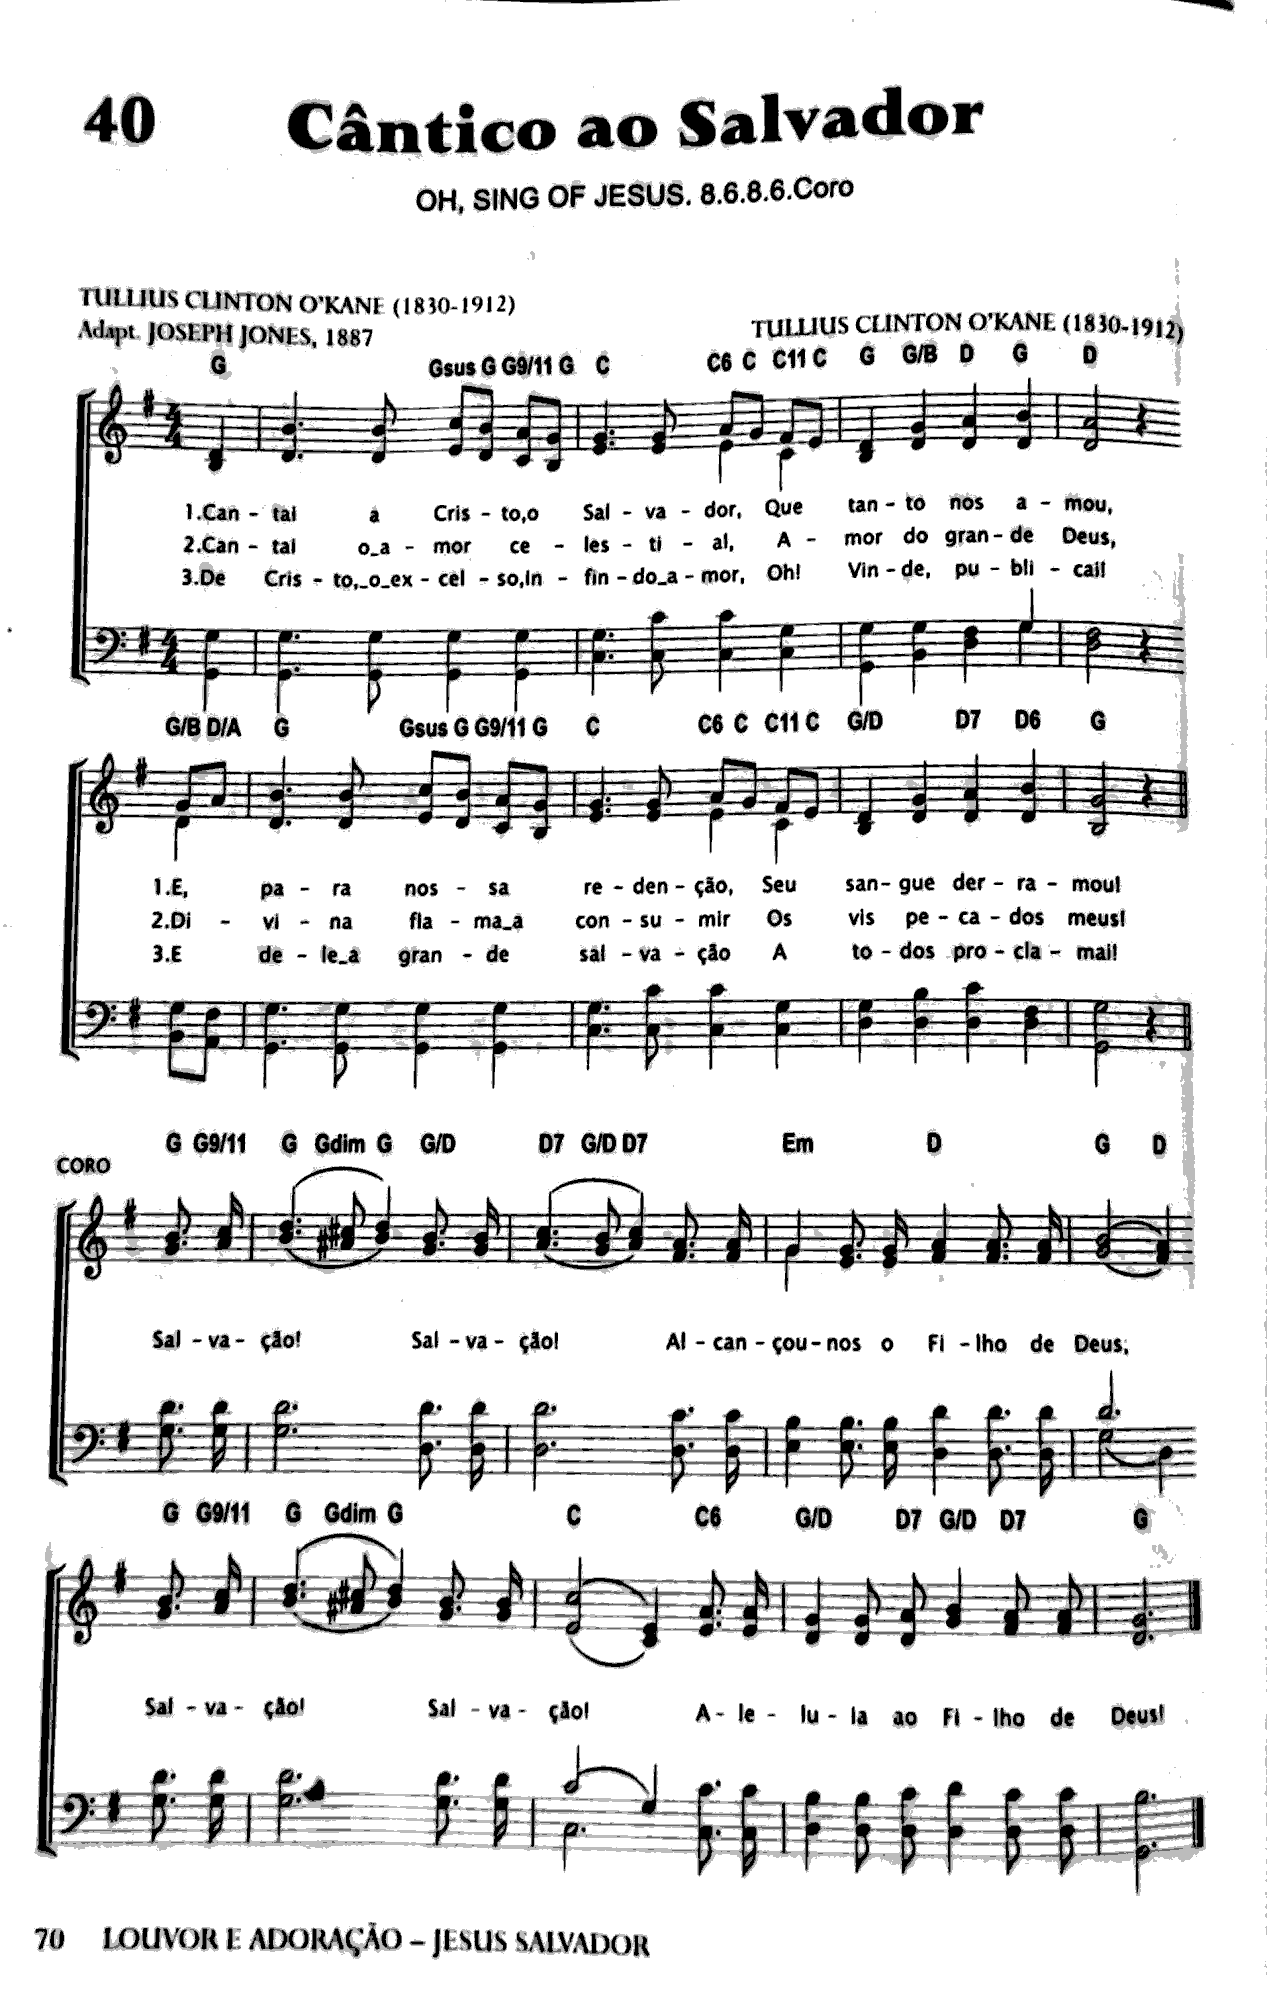 40 Cântico ao Salvador
OH, SING OF JESUS. 8.6.8.6.Coro
TULLIUS CLINTON O'KANE (1830-1912)
Adapt. JOSEPH JONES, 1887
TULLIUS CLINTON O'KANE (1830-1912)
G Gsus G G9/11 G C C6 C C11 C G G/B D G D
1.Can - tai a Cris - to,o Sal - va - dor, Que tan - to nos a - mou,
2.Can - tai o_a - mor ce - les - ti - al, A - mor do gran - de Deus,
3.De Cris - to,_o_ex - cel - so,In - fin - do_a - mor, Oh! Vin - de, pu - bli - cai!
G/B D/A G Gsus G G9/11 G C C6 C C11 C G/D D7 D6 G
1.E, pa - ra nos - sa re - den - ção, Seu san - gue der - ra - mou!
2.Di - vi - na fla - ma_a con - su - mir Os vis pe - ca - dos meus!
3.E de - le_a gran - de sal - va - ção A to - dos pro - cla - mai!
G G9/11 G Gdim G G/D D7 G/D D7 Em D G D
CORO
Sal - va - ção! Sal - va - ção! Al - can - çou - nos o Fi - lho de Deus;
G G9/11 G Gdim G C C6 G/D D7 G/D D7 G
Sal - va - ção! Sal - va - ção! A - le - lu - ia ao Fi - lho de Deus!
70 LOUVOR E ADORAÇÃO – JESUS SALVADOR